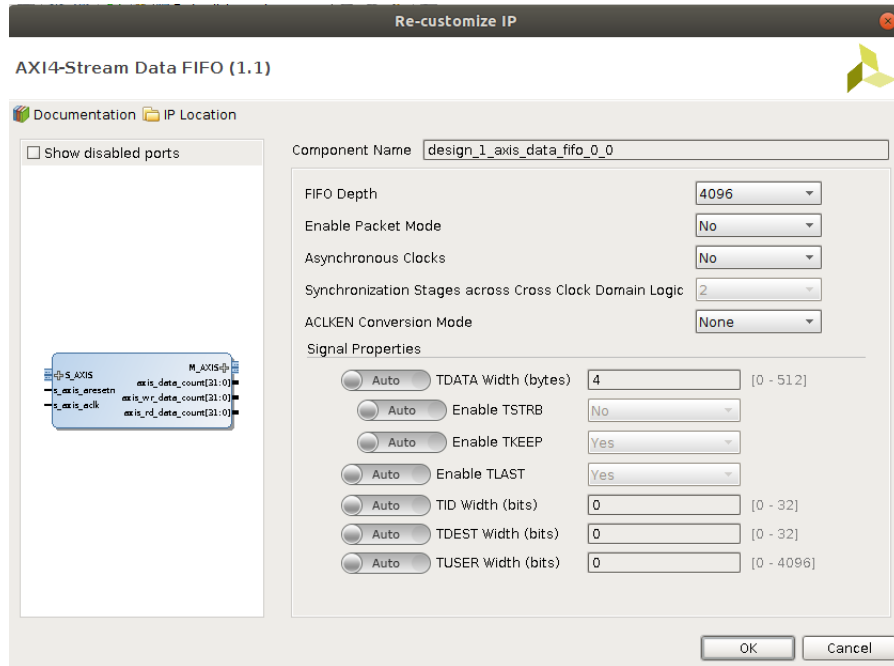 Re-customize IP
AXI4-Stream Data FIFO (1.1)
Documentation IP Location
Show disabled ports
S_AXIS
s_axis_aresetn
s_axis_aclk
M_AXIS
axis_data_count[31:0]
axis_wr_data_count[31:0]
axis_rd_data_count[31:0]
Component Name design_1_axis_data_fifo_0_0
FIFO Depth 4096
Enable Packet Mode No
Asynchronous Clocks No
Synchronization Stages across Cross Clock Domain Logic 2
ACLKEN Conversion Mode None
Signal Properties
Auto TDATA Width (bytes) 4 [0 - 512]
Auto Enable TSTRB No
Auto Enable TKEEP Yes
Auto Enable TLAST Yes
Auto TID Width (bits) 0 [0 - 32]
Auto TDEST Width (bits) 0 [0 - 32]
Auto TUSER Width (bits) 0 [0 - 4096]
OK Cancel